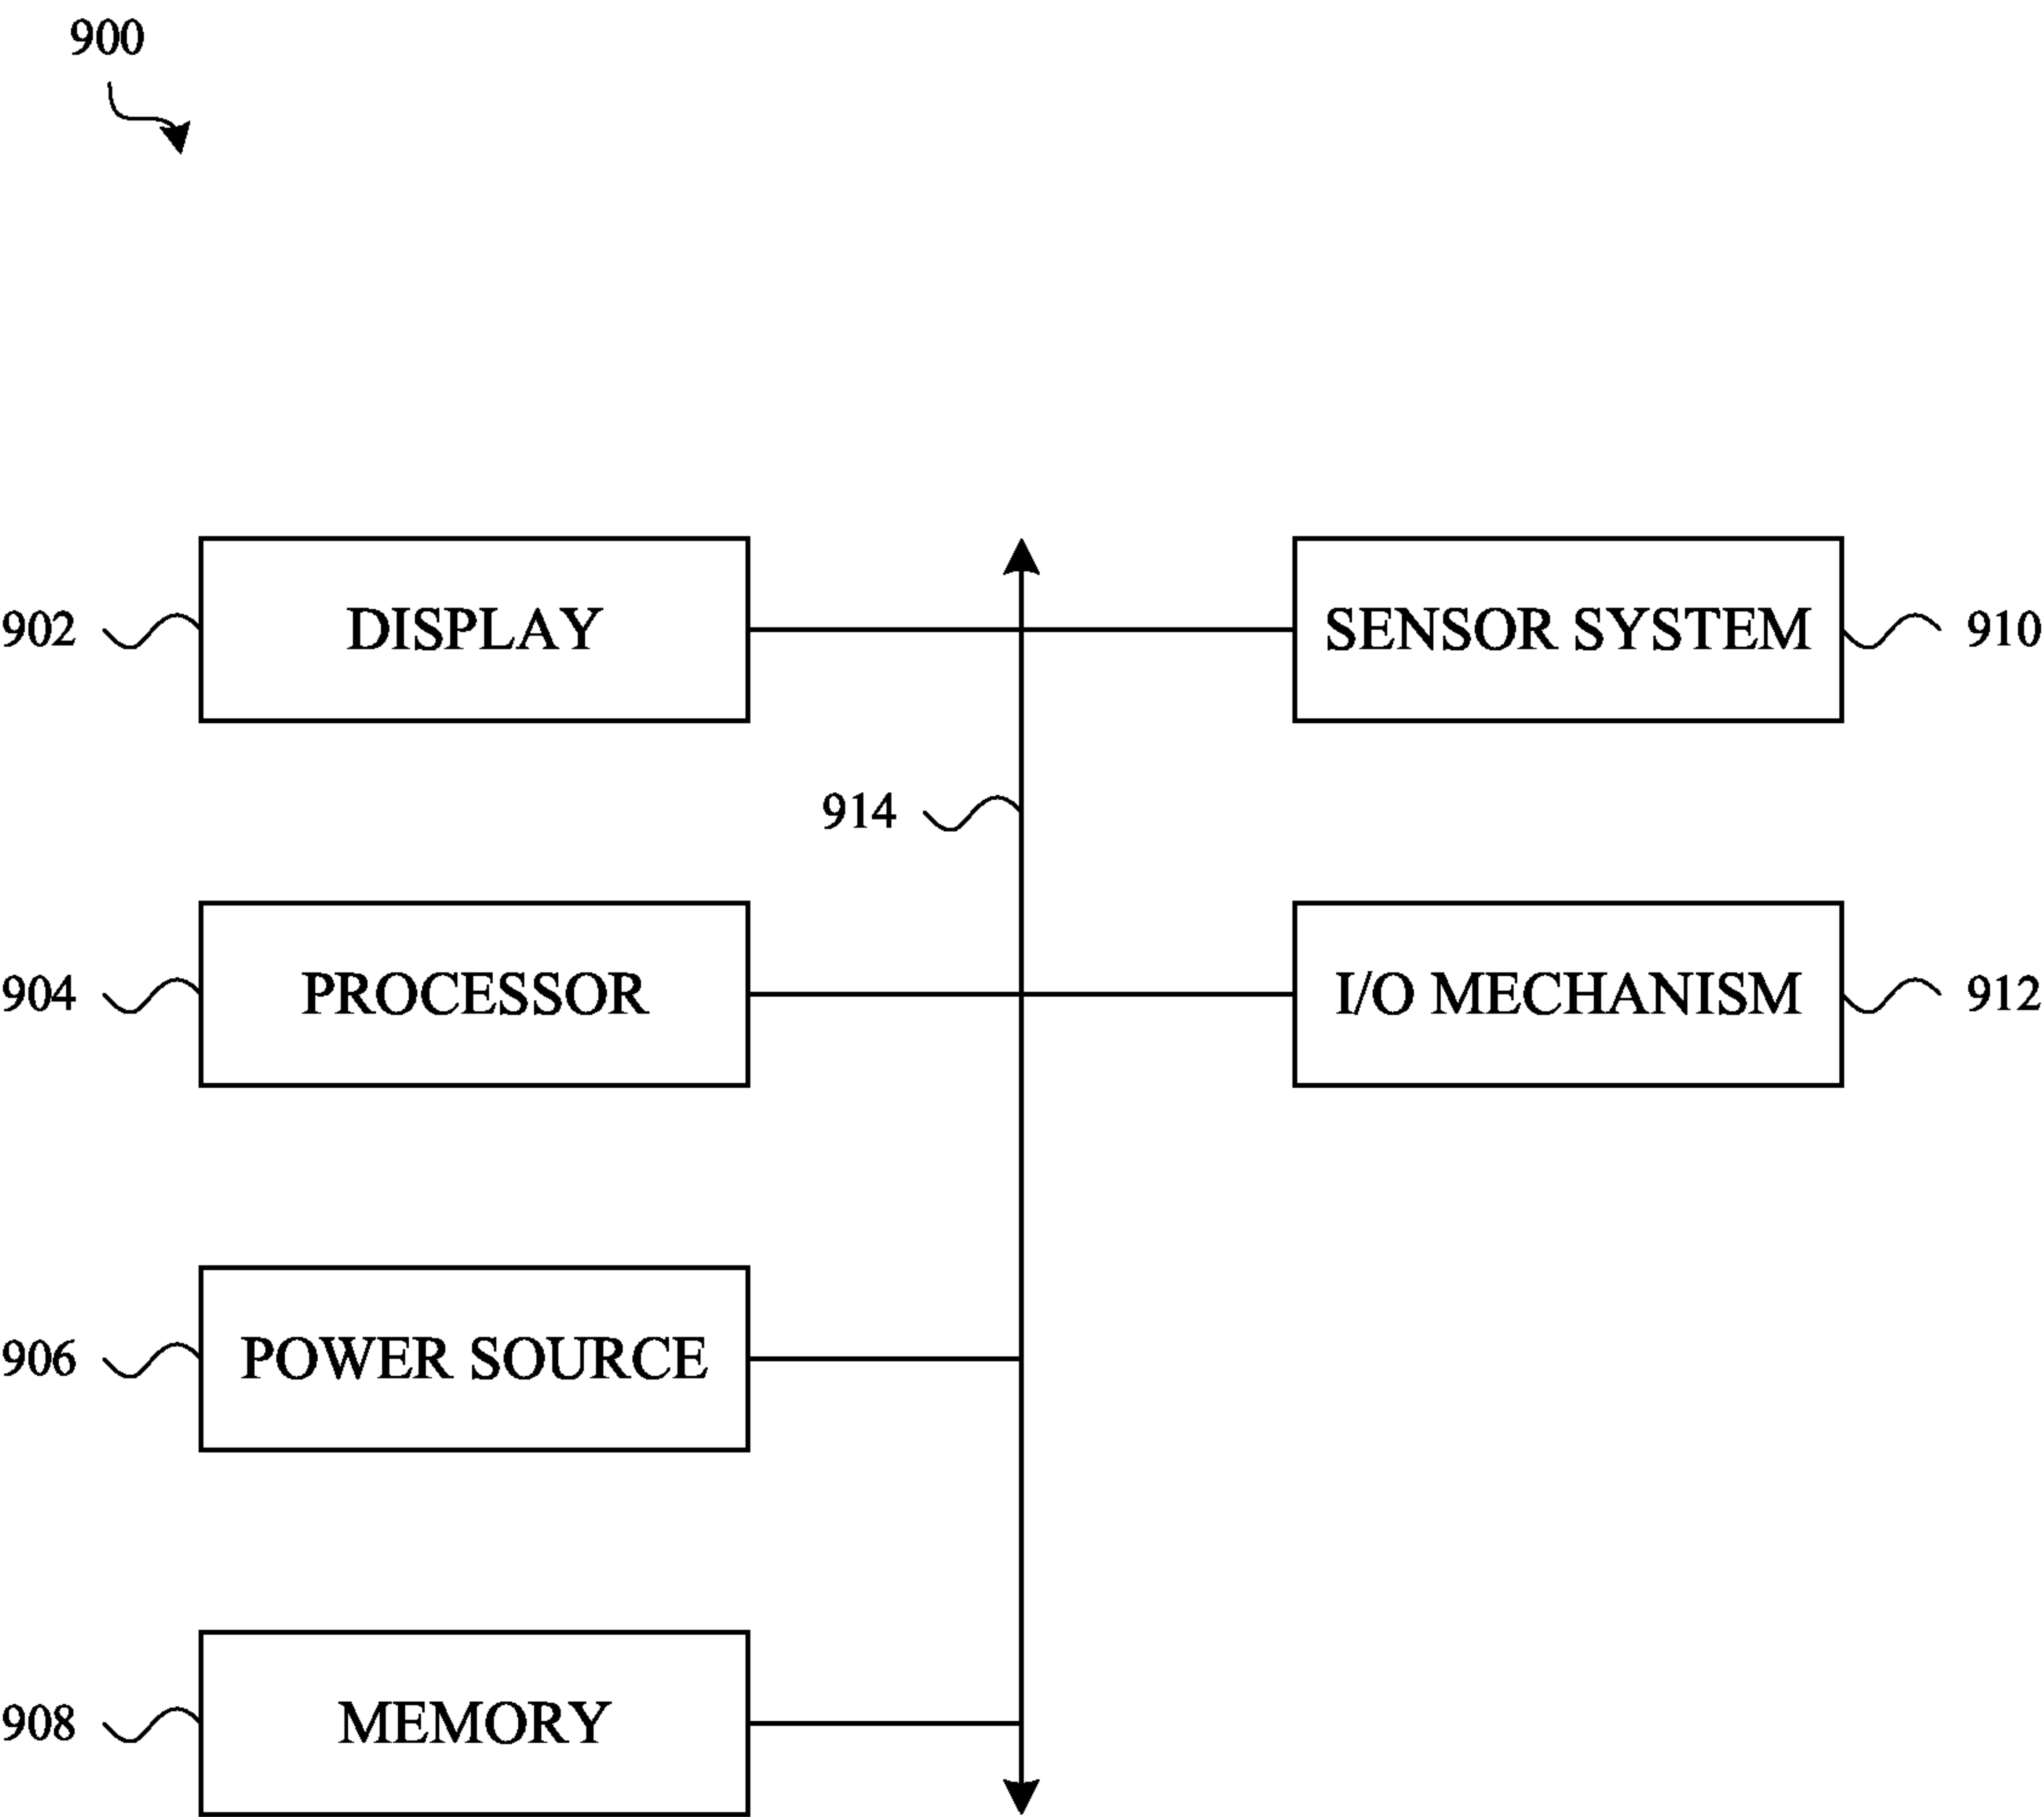 900
902 DISPLAY SENSOR SYSTEM 910
914
904 PROCESSOR I/O MECHANISM 912
906 POWER SOURCE
908 MEMORY